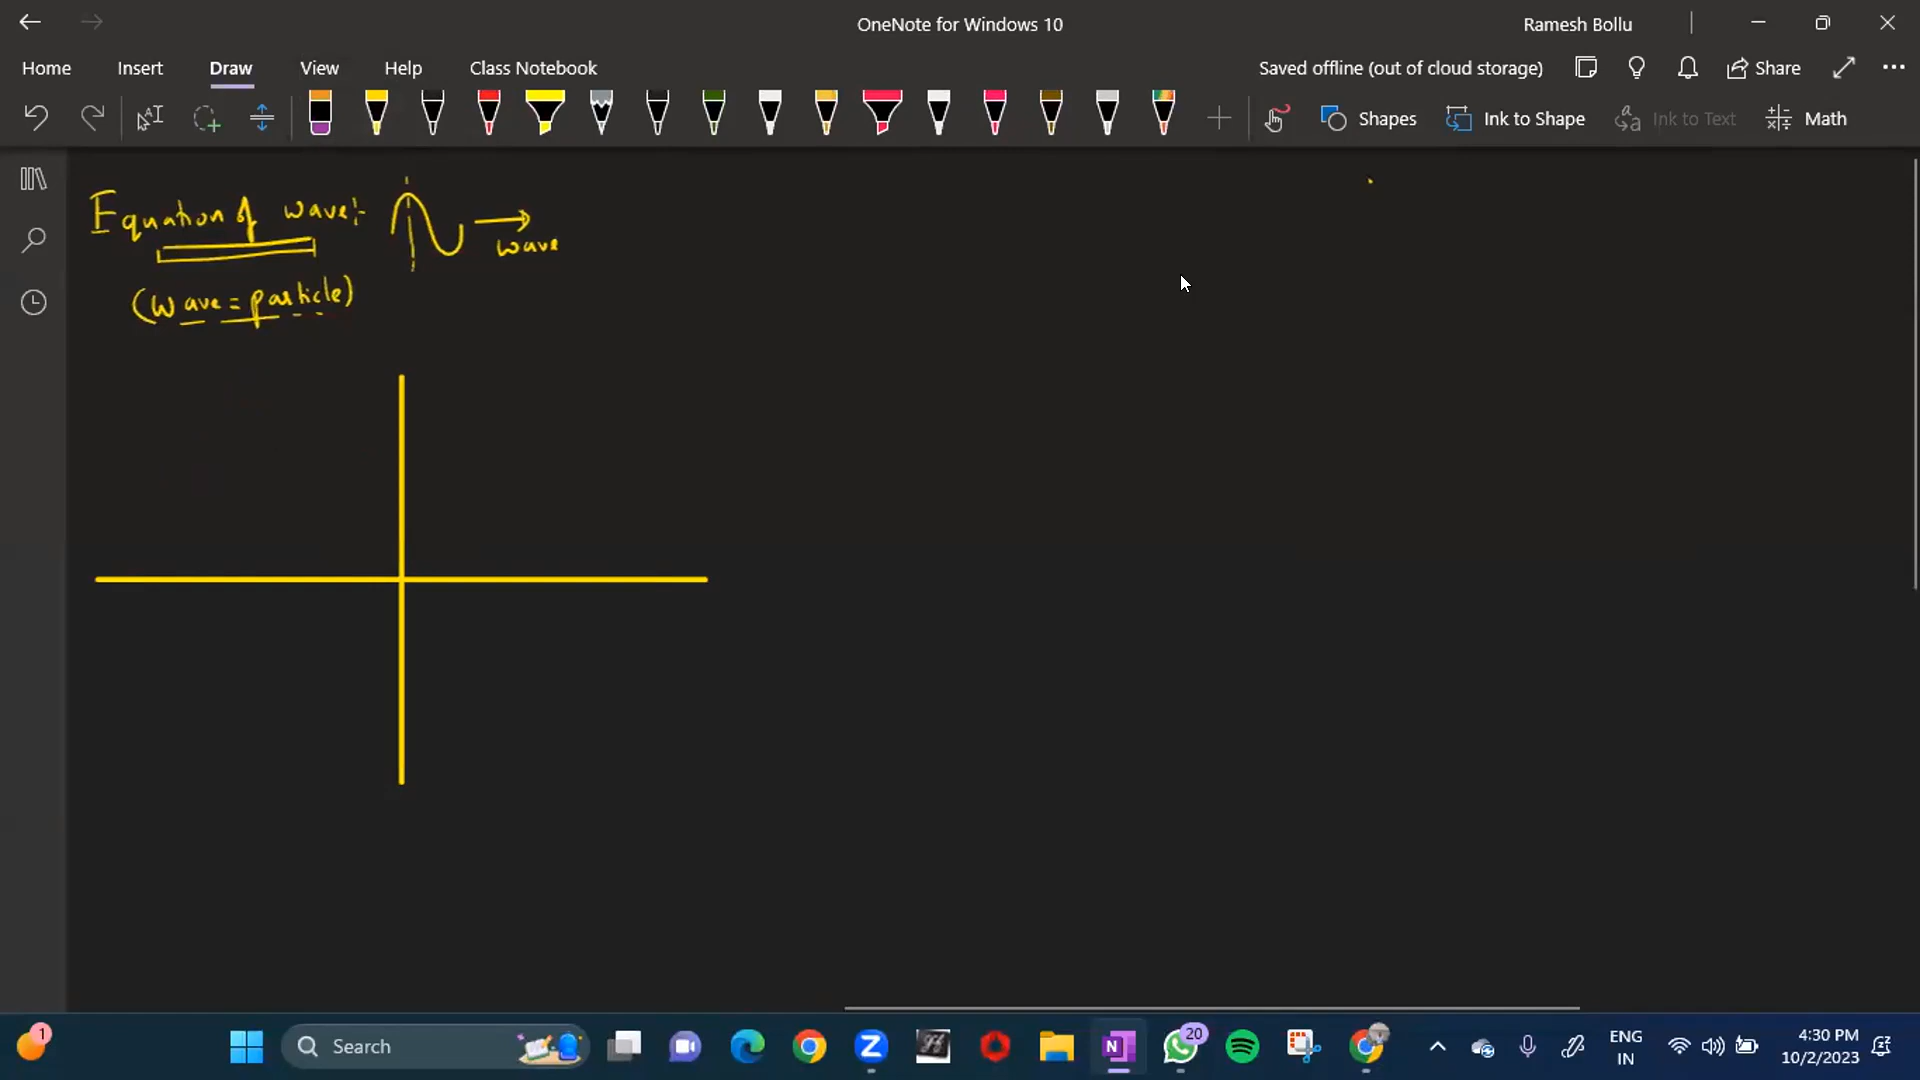 OneNote for Windows 10
Ramesh Bollu
Home Insert Draw View Help Class Notebook
Saved offline (out of cloud storage) Share
Shapes Ink to Shape Ink to Text Math
Equation of wave:-
wave
(wave = particle)
1
Search
20
ENG
IN
4:30 PM
10/2/2023